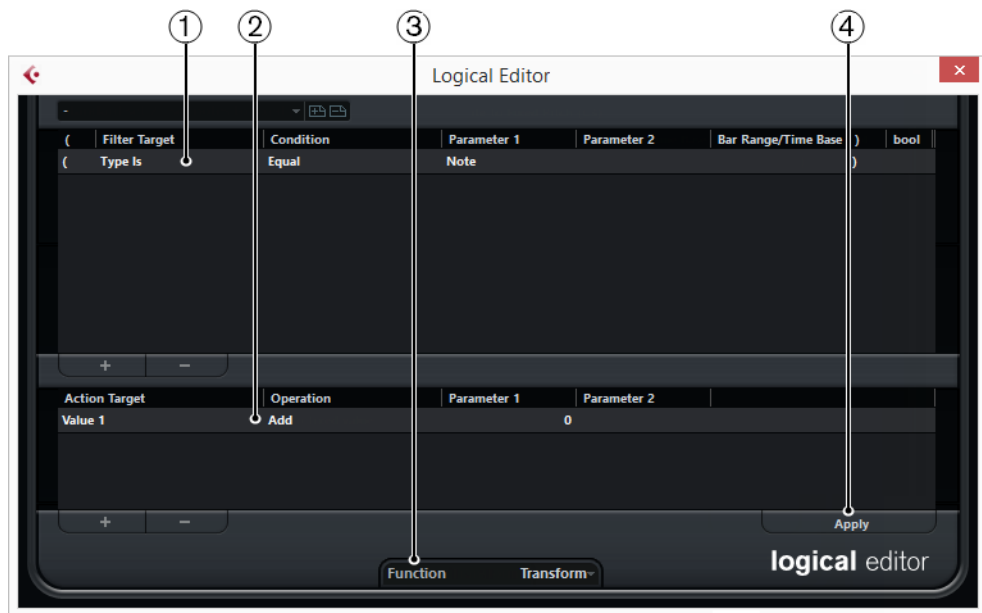 ① ② ③ ④
Logical Editor
-
( Filter Target Condition Parameter 1 Parameter 2 Bar Range/Time Base ) bool
( Type Is Equal Note )
+ −
Action Target Operation Parameter 1 Parameter 2
Value 1 Add 0
+ −
Apply
Function Transform
logical editor